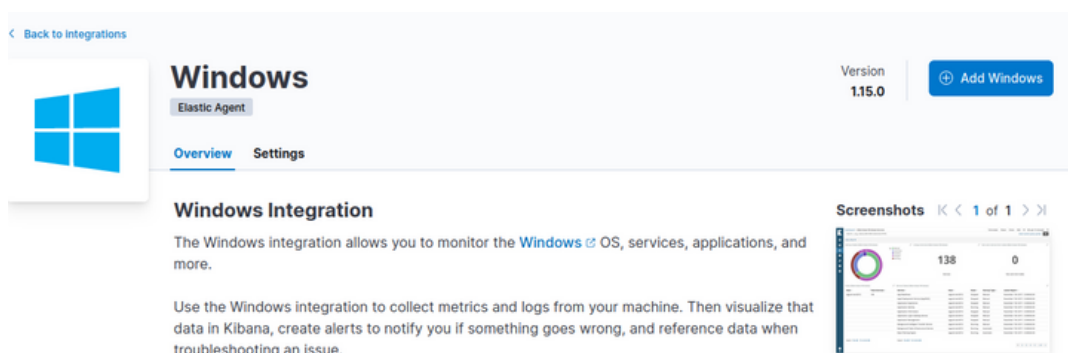 Back to integrations
Windows
Elastic Agent
Version
1.15.0
Add Windows
Overview Settings
Windows Integration
The Windows integration allows you to monitor the Windows OS, services, applications, and
more.
Use the Windows integration to collect metrics and logs from your machine. Then visualize that
data in Kibana, create alerts to notify you if something goes wrong, and reference data when
troubleshooting an issue.
Screenshots 1 of 1
138
0